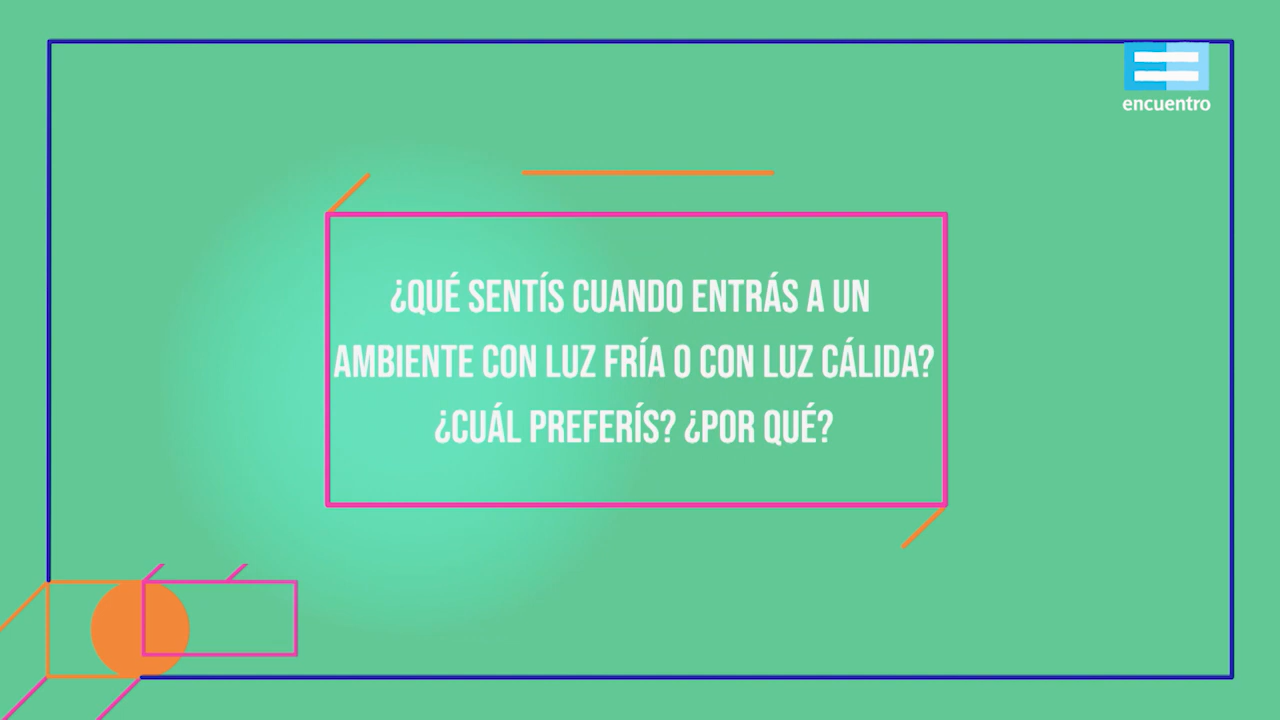 encuentro
¿QUÉ SENTÍS CUANDO ENTRÁS A UN
AMBIENTE CON LUZ FRÍA O CON LUZ CÁLIDA?
¿CUÁL PREFERÍS? ¿POR QUÉ?